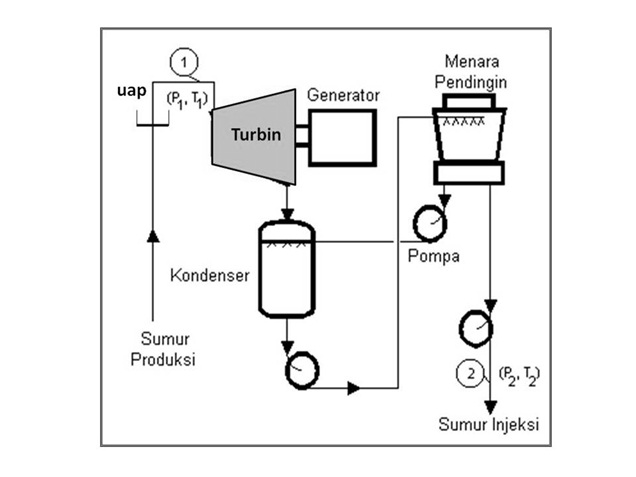 1
uap
(P₁, T₁)
Turbin
Generator
Menara
Pendingin
Kondenser
Pompa
Sumur
Produksi
2
(P₂, T₂)
Sumur Injeksi